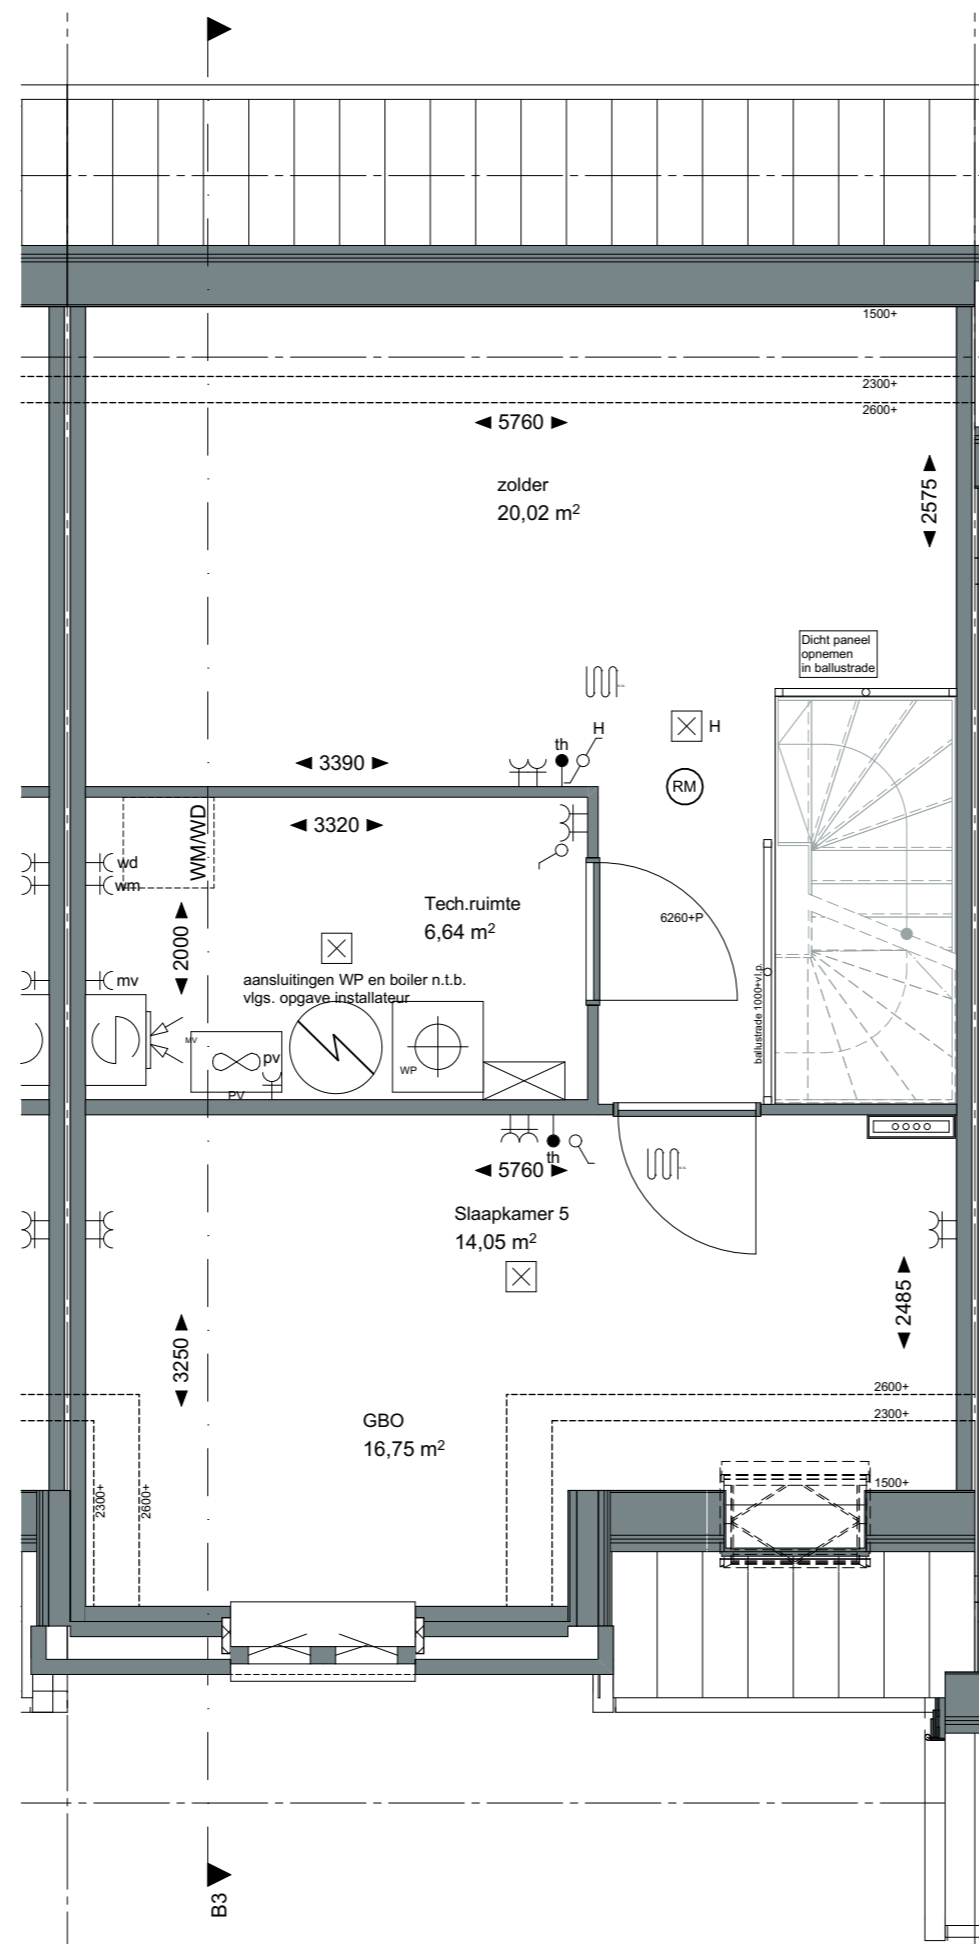 1500+
2300+
2600+
5760
zolder
20,02 m²
2575
Dicht paneel
opnemen
in ballustrade
H
H
th
3390
RM
3320
WM/WD
wd
wm
Tech.ruimte
6,64 m²
6260+P
2000
aansluitingen WP en boiler n.t.b.
vlgs. opgave installateur
mv
MV
pv
PV
WP
ballustrade 1000+v.l.p.
th
5760
Slaapkamer 5
14,05 m²
2485
3250
2600+
2300+
GBO
16,75 m²
1500+
2300+
2600+
B3